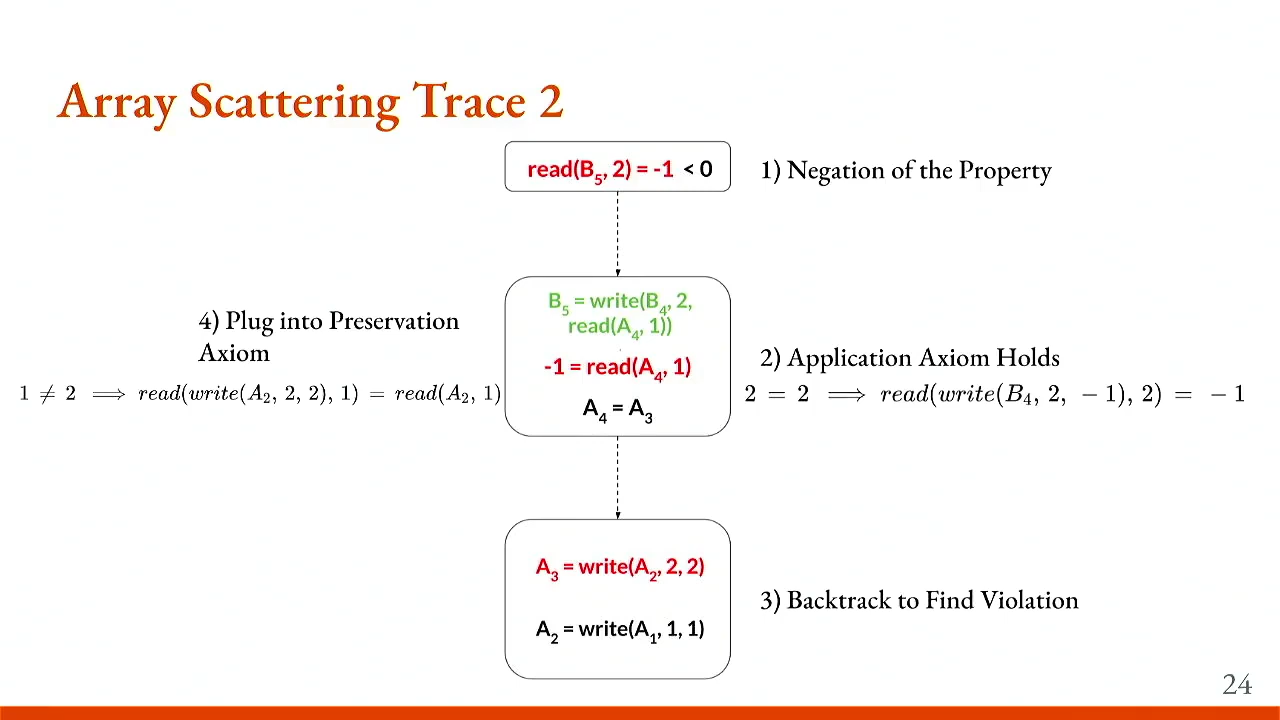 Array Scattering Trace 2
read(B₅, 2) = -1 < 0
1) Negation of the Property
B₅ = write(B₄, 2,
read(A₄, 1))
-1 = read(A₄, 1)
A₄ = A₃
4) Plug into Preservation
Axiom
1 ≠ 2 ⟹ read(write(A₂, 2, 2), 1) = read(A₂, 1)
2) Application Axiom Holds
2 = 2 ⟹ read(write(B₄, 2, −1), 2) = −1
A₃ = write(A₂, 2, 2)
A₂ = write(A₁, 1, 1)
3) Backtrack to Find Violation
24